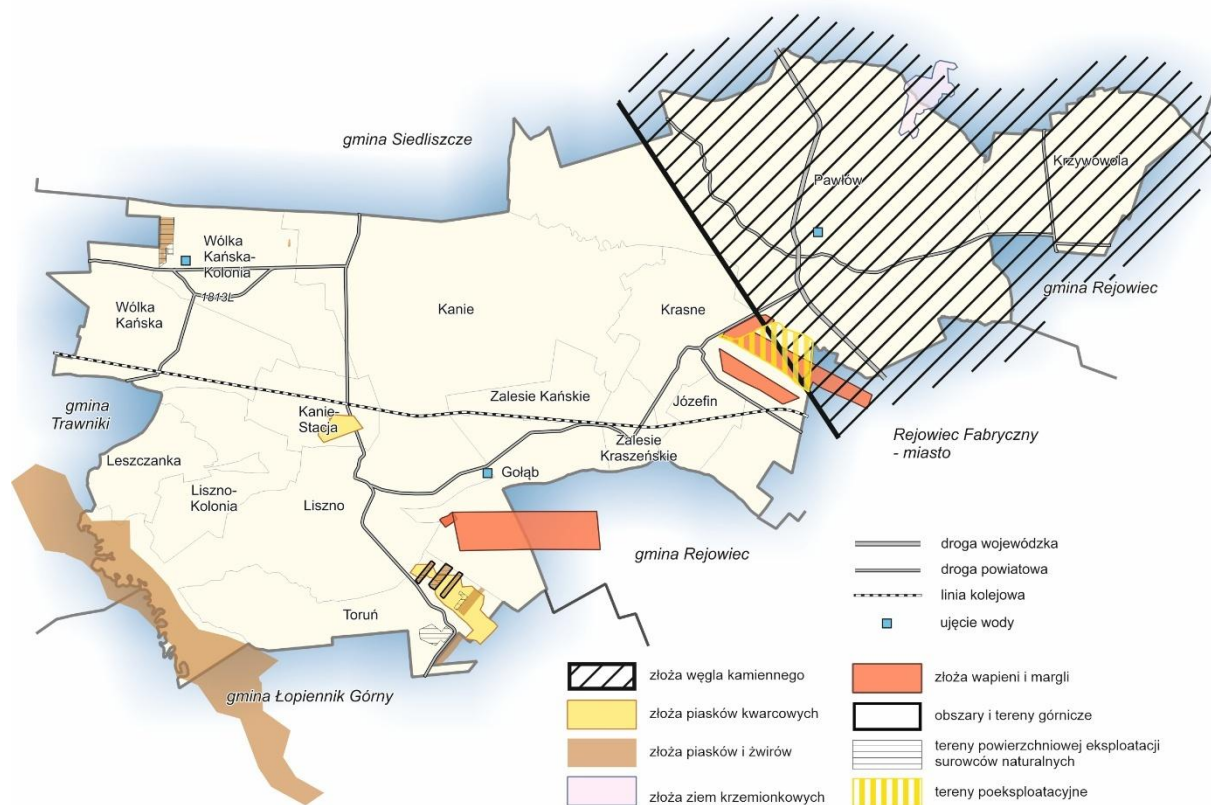 gmina Siedliszcze
Krzywowola
Pawłów
Wólka
Kańska-
Kolonia
1813L
gmina Rejowiec
Wólka
Kańska
Kanie
Krasne
gmina
Trawniki
Kanie-
Stacja
Zalesie Kańskie
Józefin
Rejowiec Fabryczny
- miasto
Zalesie
Kraszeńskie
Leszczanka
Gołąb
Liszno-
Kolonia
Liszno
gmina Rejowiec
Toruń
gmina Łopiennik Górny
droga wojewódzka
droga powiatowa
linia kolejowa
ujęcie wody
złoża węgla kamiennego
złoża piasków kwarcowych
złoża piasków i żwirów
złoża ziem krzemionkowych
złoża wapieni i margli
obszary i tereny górnicze
tereny powierzchniowej eksploatacji
surowców naturalnych
tereny poeksploatacyjne